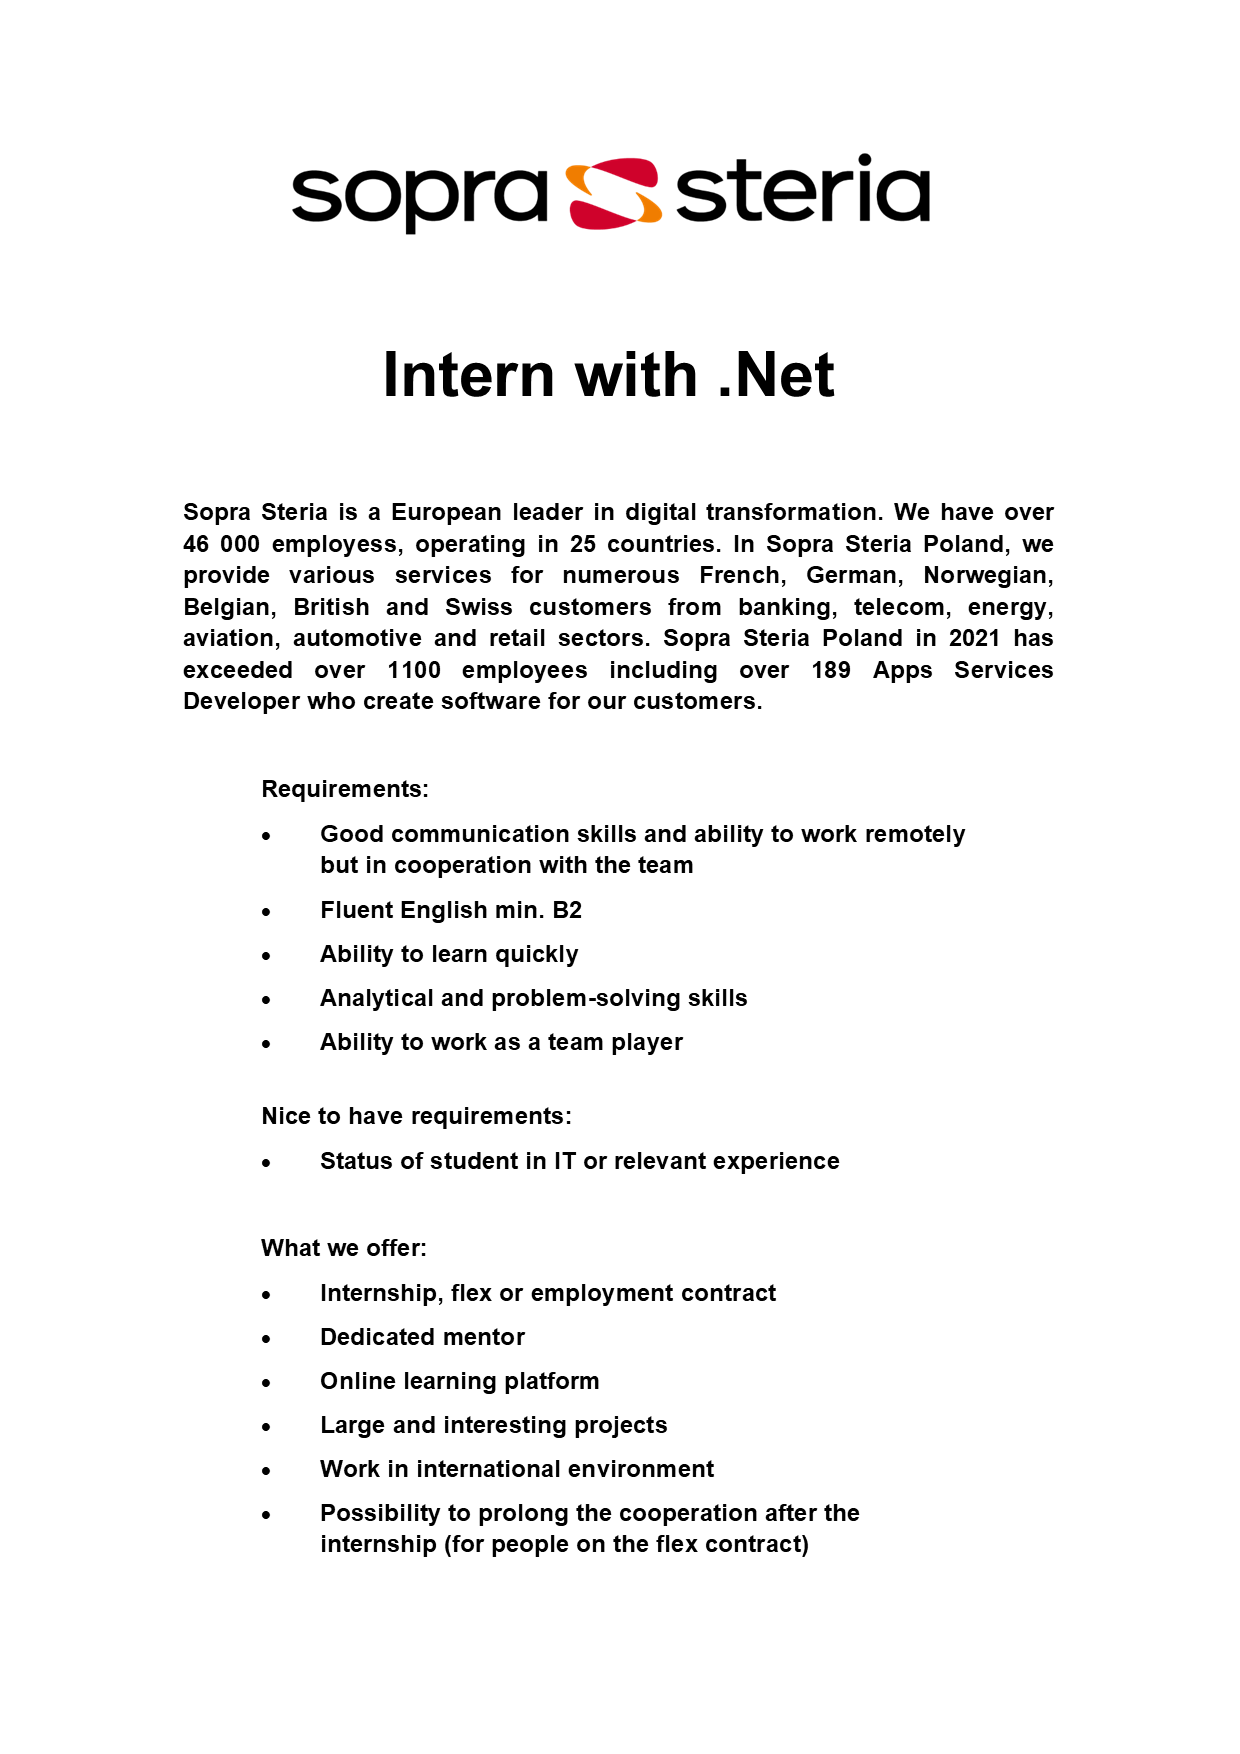 sopra steria
Intern with .Net
Sopra Steria is a European leader in digital transformation. We have over
46 000 employess, operating in 25 countries. In Sopra Steria Poland, we
provide various services for numerous French, German, Norwegian,
Belgian, British and Swiss customers from banking, telecom, energy,
aviation, automotive and retail sectors. Sopra Steria Poland in 2021 has
exceeded over 1100 employees including over 189 Apps Services
Developer who create software for our customers.
Requirements:
• Good communication skills and ability to work remotely
but in cooperation with the team
• Fluent English min. B2
• Ability to learn quickly
• Analytical and problem-solving skills
• Ability to work as a team player
Nice to have requirements:
• Status of student in IT or relevant experience
What we offer:
• Internship, flex or employment contract
• Dedicated mentor
• Online learning platform
• Large and interesting projects
• Work in international environment
• Possibility to prolong the cooperation after the
internship (for people on the flex contract)